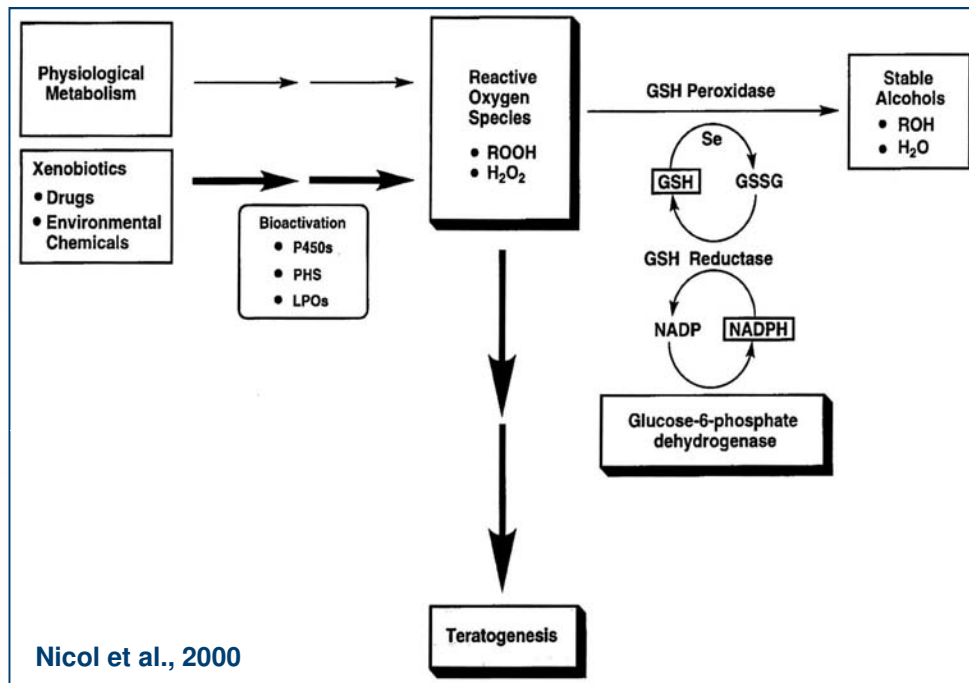 Physiological
Metabolism
Xenobiotics
● Drugs
● Environmental
Chemicals
Bioactivation
● P450s
● PHS
● LPOs
Reactive
Oxygen
Species
● ROOH
● H₂O₂
GSH Peroxidase
Se
GSH GSSG
GSH Reductase
NADP NADPH
Glucose-6-phosphate
dehydrogenase
Stable
Alcohols
● ROH
● H₂O
Teratogenesis
Nicol et al., 2000